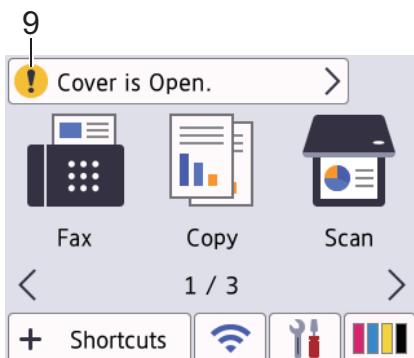 9
Cover is Open.
Fax Copy Scan
1 / 3
Shortcuts